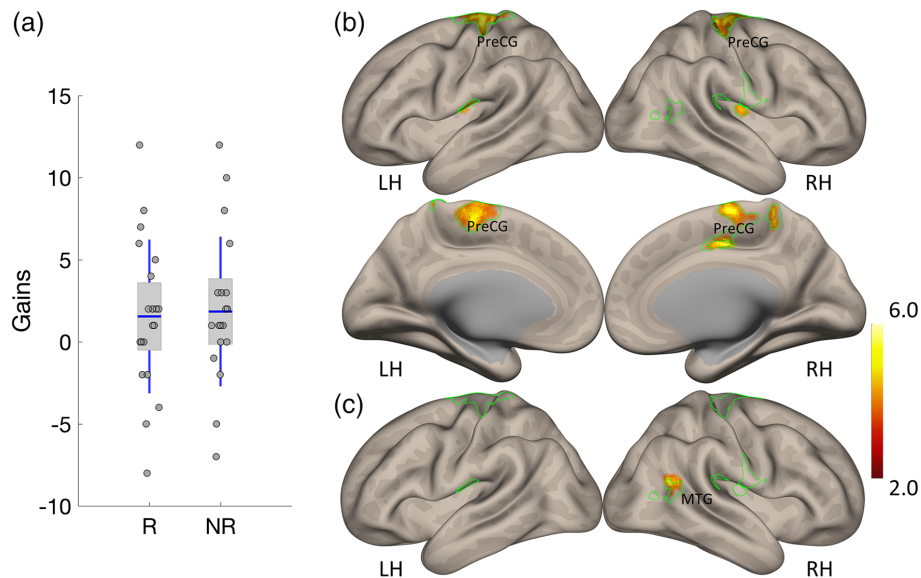 (a)
15
10
5
0
-5
-10
Gains
R NR
(b)
PreCG PreCG
LH RH
PreCG PreCG
LH RH
6.0
2.0
(c)
MTG
LH RH